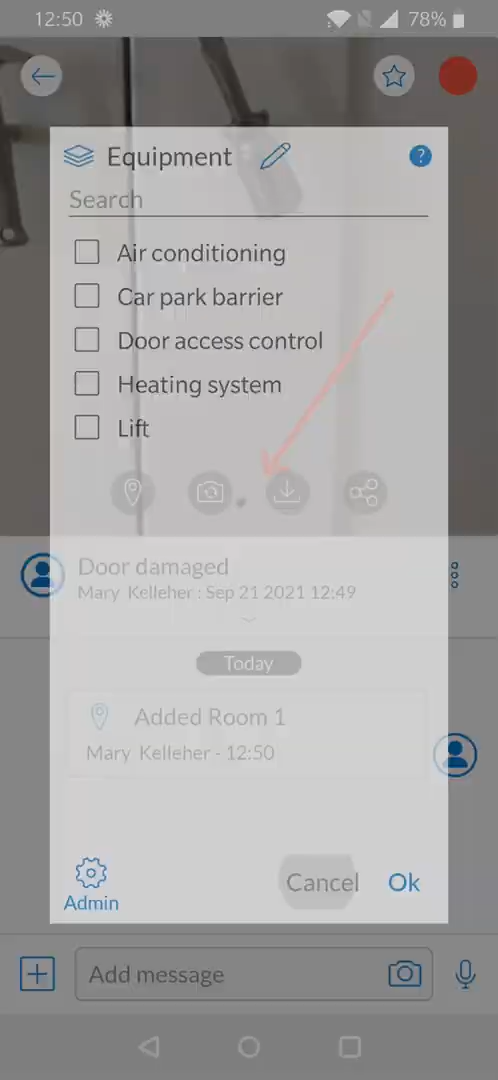 12:50
78%
Equipment
?
Search
Air conditioning
Car park barrier
Door access control
Heating system
Lift
Door damaged
Mary Kelleher : Sep 21 2021 12:49
Today
Added Room 1
Mary Kelleher - 12:50
Admin
Cancel
Ok
Add message